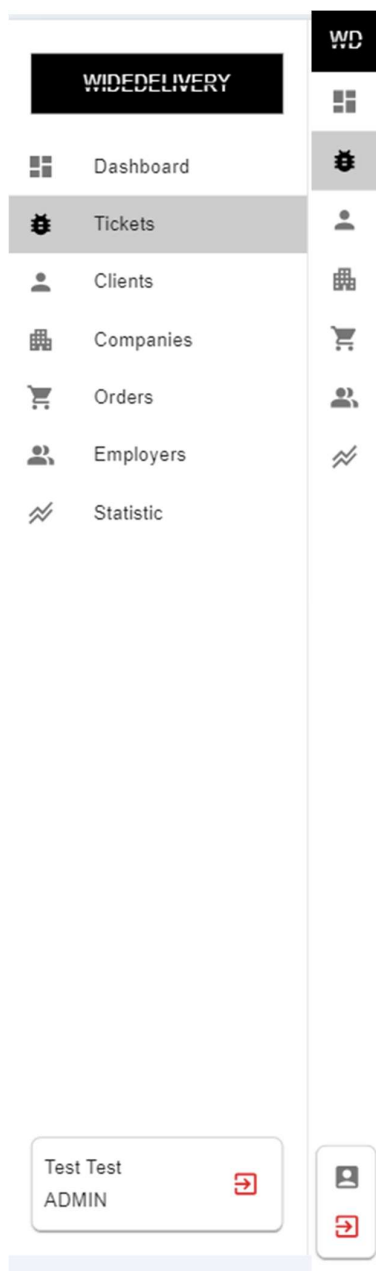 WIDEDELIVERY
Dashboard
Tickets
Clients
Companies
Orders
Employers
Statistic
Test Test
ADMIN
WD